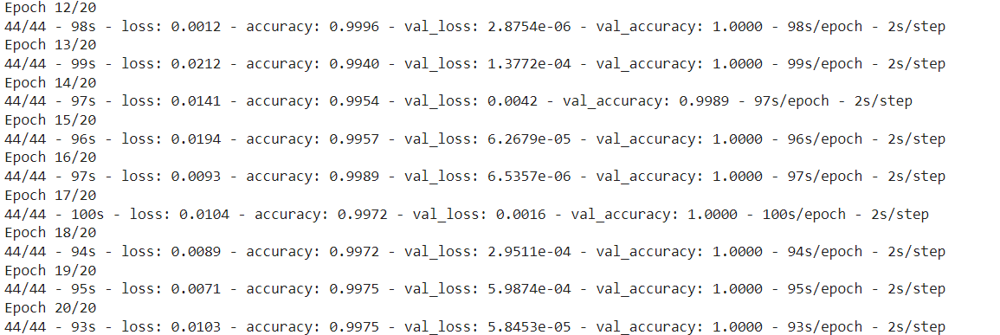 Epoch 12/20
44/44 - 98s - loss: 0.0012 - accuracy: 0.9996 - val_loss: 2.8754e-06 - val_accuracy: 1.0000 - 98s/epoch - 2s/step
Epoch 13/20
44/44 - 99s - loss: 0.0212 - accuracy: 0.9940 - val_loss: 1.3772e-04 - val_accuracy: 1.0000 - 99s/epoch - 2s/step
Epoch 14/20
44/44 - 97s - loss: 0.0141 - accuracy: 0.9954 - val_loss: 0.0042 - val_accuracy: 0.9989 - 97s/epoch - 2s/step
Epoch 15/20
44/44 - 96s - loss: 0.0194 - accuracy: 0.9957 - val_loss: 6.2679e-05 - val_accuracy: 1.0000 - 96s/epoch - 2s/step
Epoch 16/20
44/44 - 97s - loss: 0.0093 - accuracy: 0.9989 - val_loss: 6.5357e-06 - val_accuracy: 1.0000 - 97s/epoch - 2s/step
Epoch 17/20
44/44 - 100s - loss: 0.0104 - accuracy: 0.9972 - val_loss: 0.0016 - val_accuracy: 1.0000 - 100s/epoch - 2s/step
Epoch 18/20
44/44 - 94s - loss: 0.0089 - accuracy: 0.9972 - val_loss: 2.9511e-04 - val_accuracy: 1.0000 - 94s/epoch - 2s/step
Epoch 19/20
44/44 - 95s - loss: 0.0071 - accuracy: 0.9975 - val_loss: 5.9874e-04 - val_accuracy: 1.0000 - 95s/epoch - 2s/step
Epoch 20/20
44/44 - 93s - loss: 0.0103 - accuracy: 0.9975 - val_loss: 5.8453e-05 - val_accuracy: 1.0000 - 93s/epoch - 2s/step